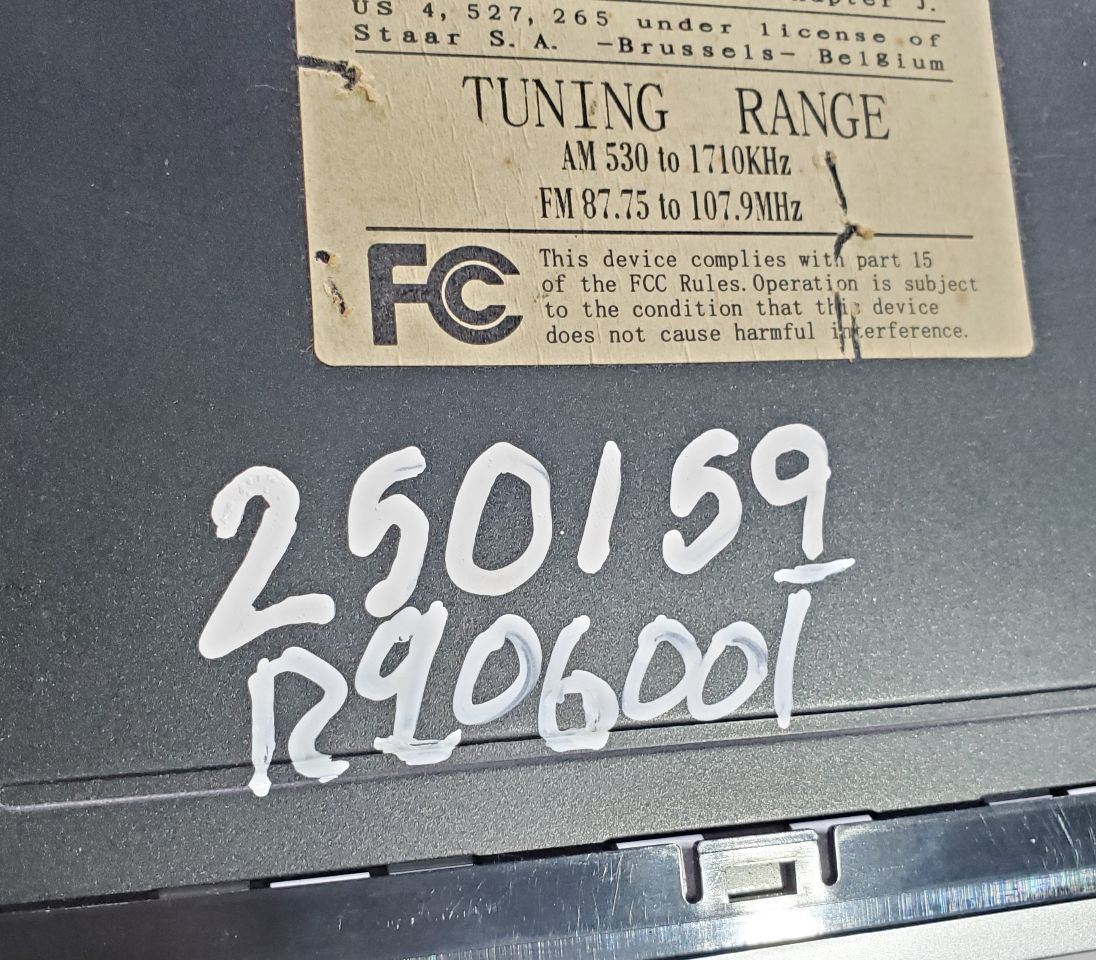 US 4, 527, 265 under license of
Staar S. A. -Brussels- Belgium
TUNING RANGE
AM 530 to 1710KHz
FM 87.75 to 107.9MHz
FC
This device complies with part 15
of the FCC Rules. Operation is subject
to the condition that this device
does not cause harmful interference.
250159
R906001